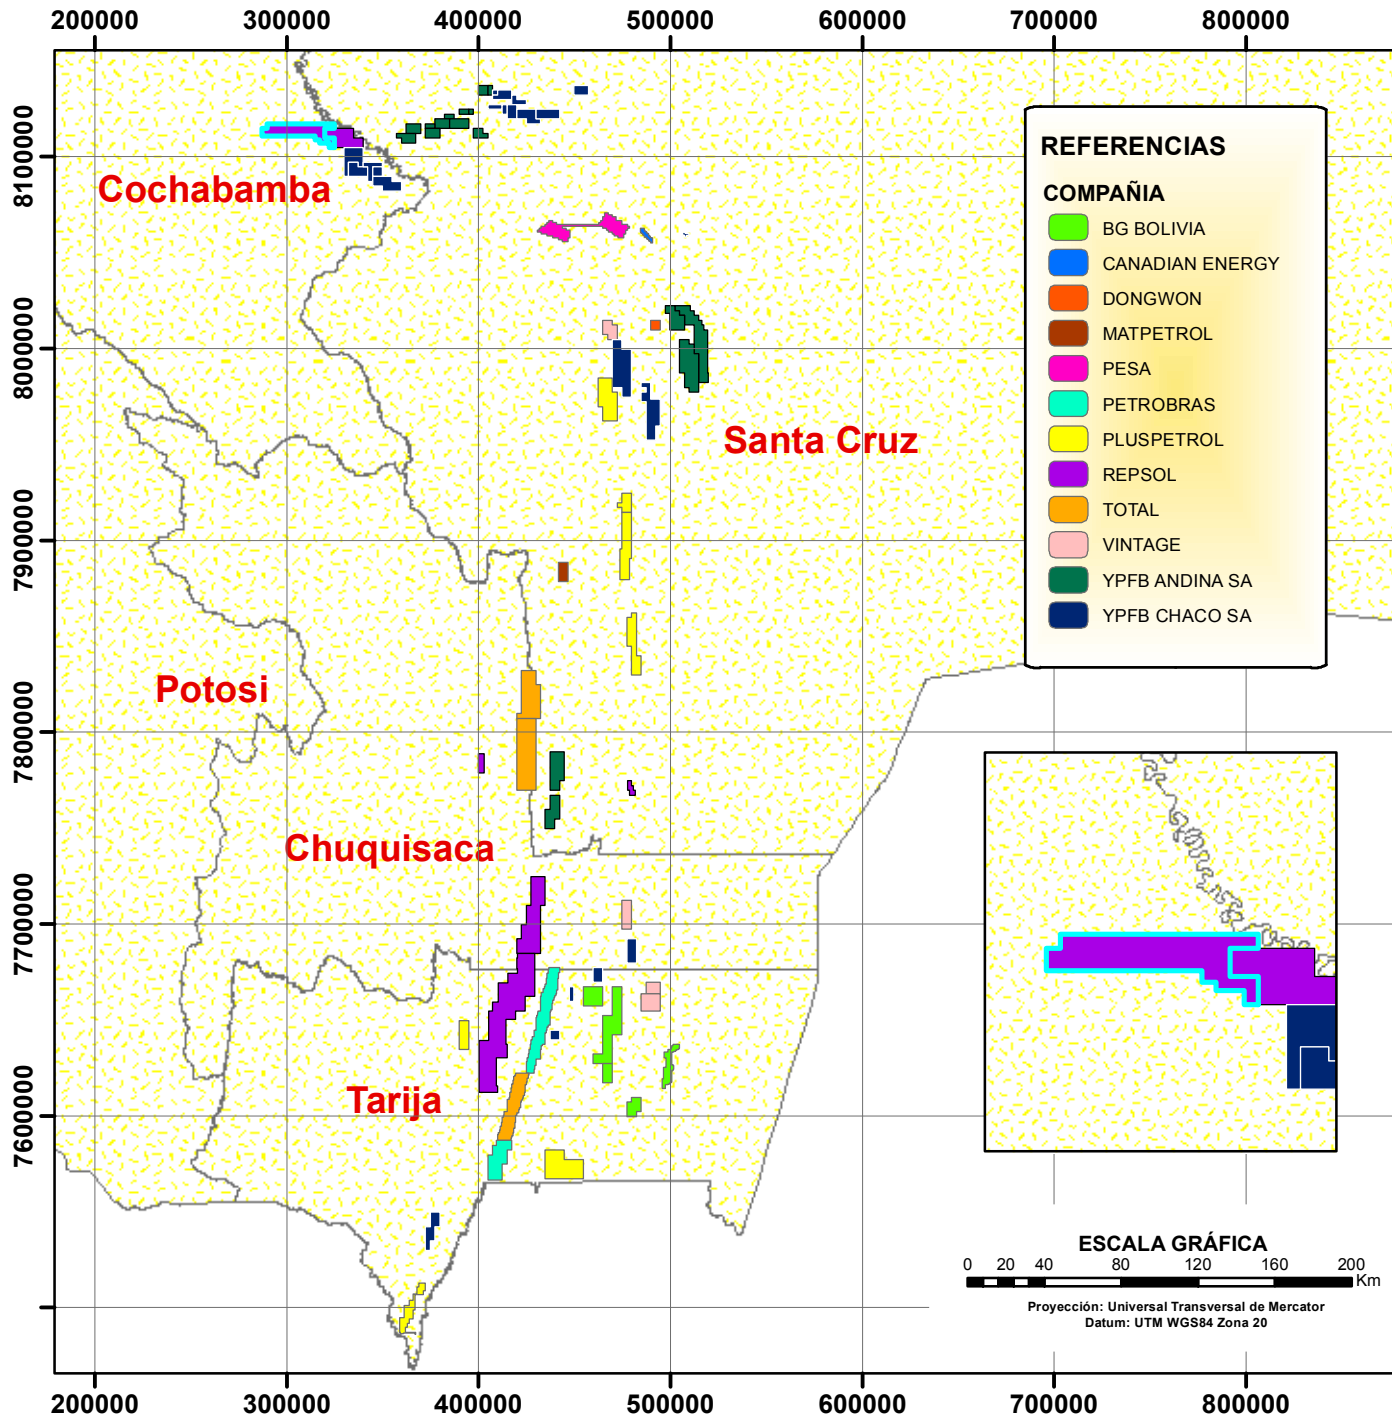 200000 300000 400000 500000 600000 700000 800000
8100000
8000000
7900000
7800000
7700000
7600000
Cochabamba
Santa Cruz
Potosi
Chuquisaca
Tarija
REFERENCIAS
COMPAÑIA
BG BOLIVIA
CANADIAN ENERGY
DONGWON
MATPETROL
PESA
PETROBRAS
PLUSPETROL
REPSOL
TOTAL
VINTAGE
YPFB ANDINA SA
YPFB CHACO SA
ESCALA GRÁFICA
0 20 40 80 120 160 200
Km
Proyección: Universal Transversal de Mercator
Datum: UTM WGS84 Zona 20
200000 300000 400000 500000 600000 700000 800000